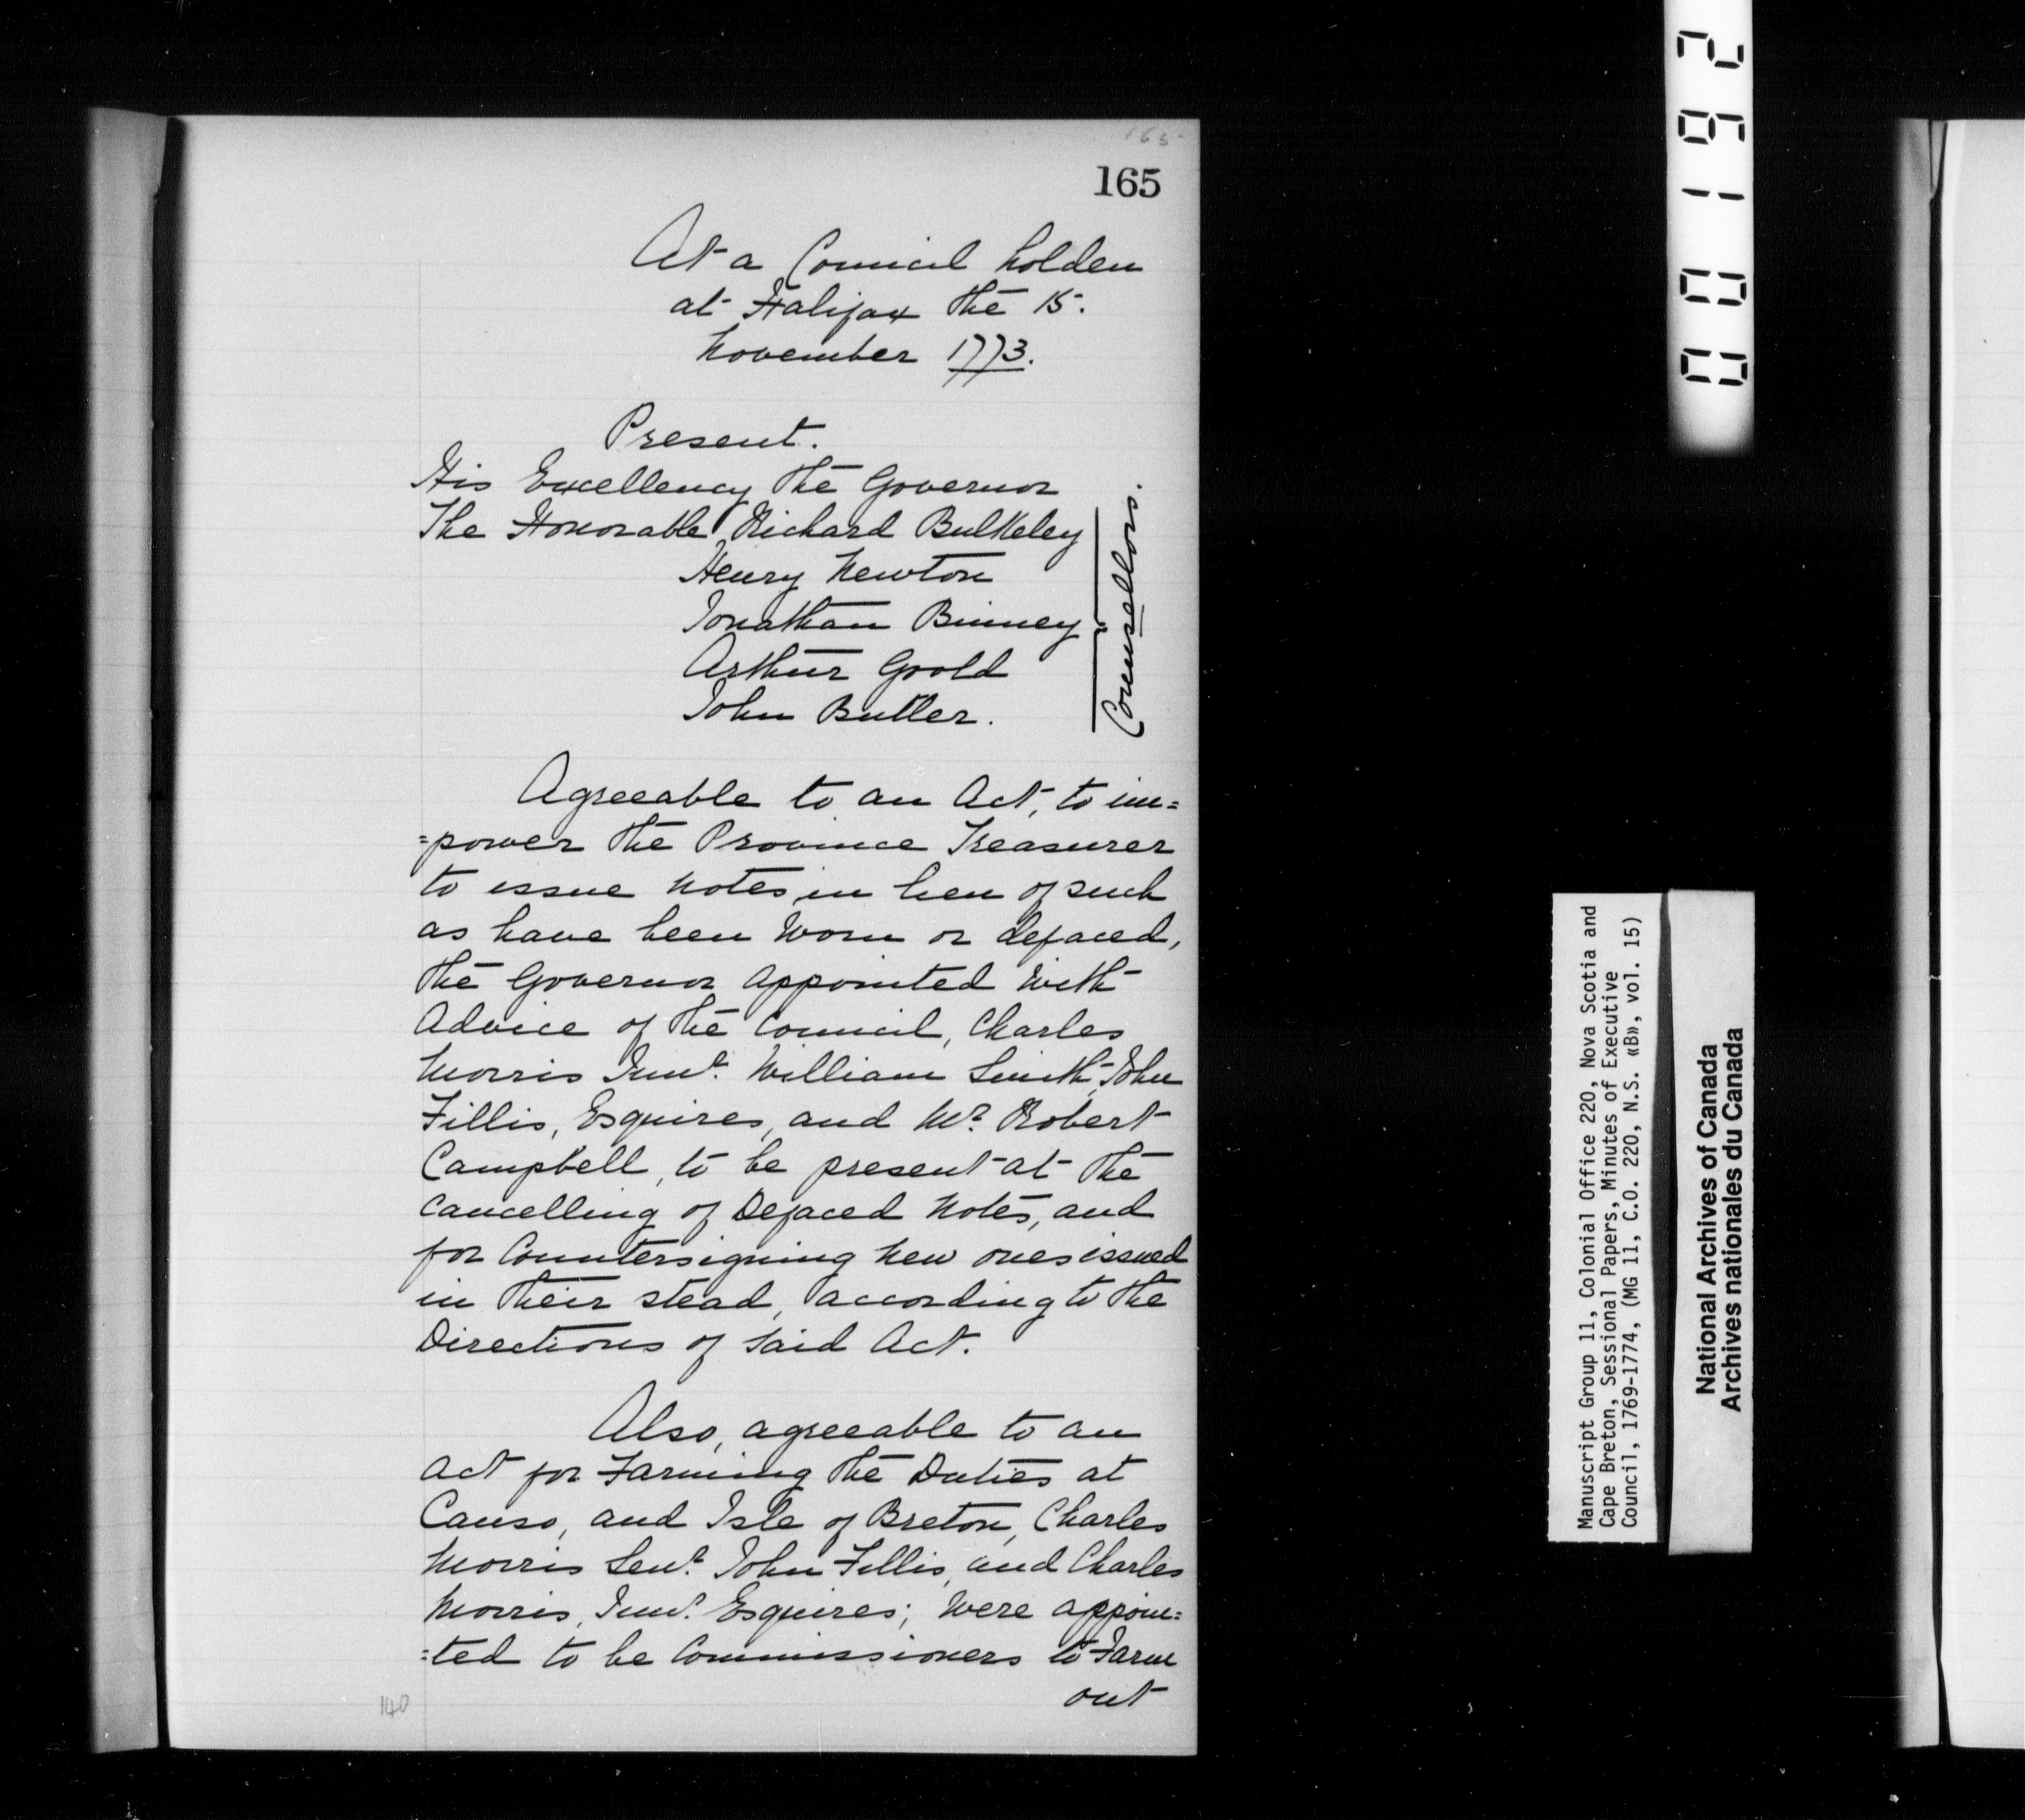 165
165
At a Council holden
at Halifax the 15.
November 1773.
Present.
His Excellency the Governor
The Honorable Richard Bulkeley
Henry Newton
Jonathan Binney
Arthur Goold
John Butler.
Counsellors.
Agreeable to an Act, to im=
=power the Province Treasurer
to issue Notes, in lieu of such
as have been Worn or defaced,
the Governor appointed with
Advice of the Council, Charles
Morris Junr. William Smith, John
Fillis, Esquires, and Mr. Robert
Campbell, to be present at the
Cancelling of Defaced Notes, and
for Countersigning New ones issued
in their stead, according to the
Directions of said Act.
Also, agreeable to an
Act for Farming the Duties at
Canso, and Isle of Breton, Charles
Morris Senr. John Fillis, and Charles
Morris, Junr. Esquires; Were appoin=
=ted to be Commissioners to Farm
out
140
000192
Manuscript Group 11, Colonial Office 220, Nova Scotia and
Cape Breton, Sessional Papers, Minutes of Executive
Council, 1769-1774, (MG 11, C.O. 220, N.S. «B», vol. 15)
National Archives of Canada
Archives nationales du Canada